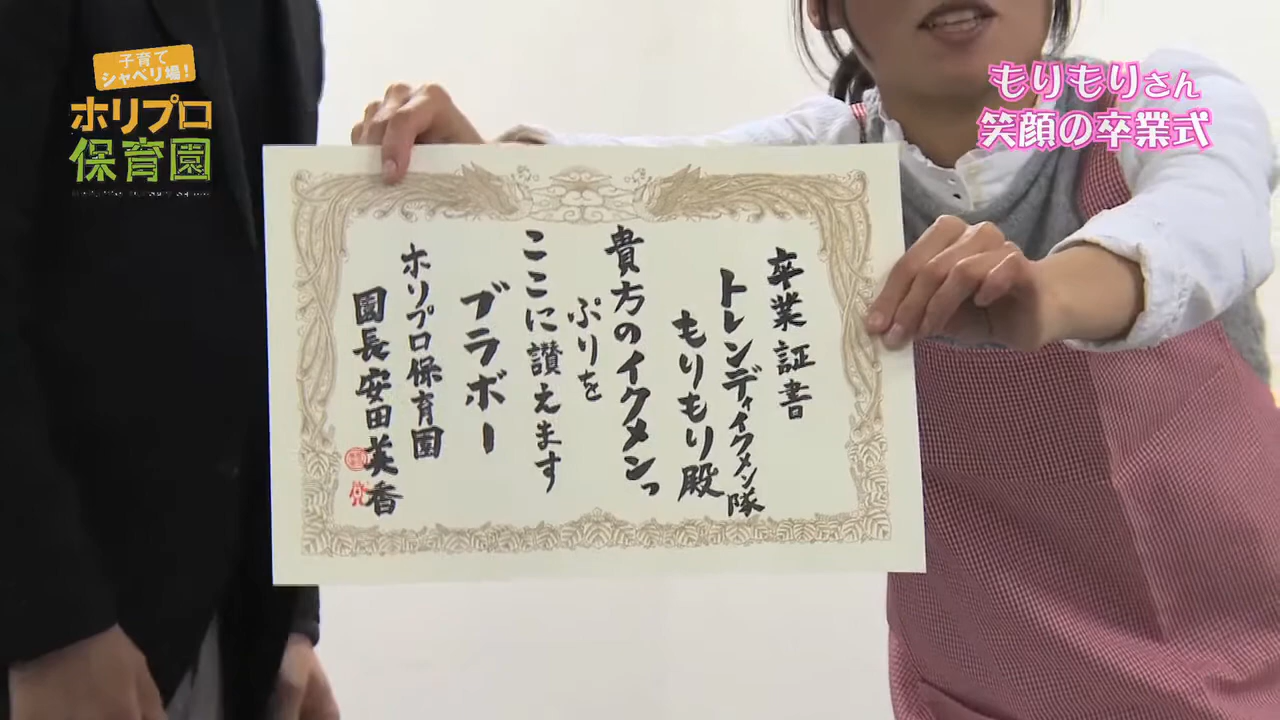 子育て
シャベリ場!
ホリプロ
保育園
もりもりさん
笑顔の卒業式
卒業証書
トレンディイクメン隊
もりもり殿
貴方のイクメンっ
ぷりを
ここに讃えます
ブラボー
ホリプロ保育園
園長安田美香